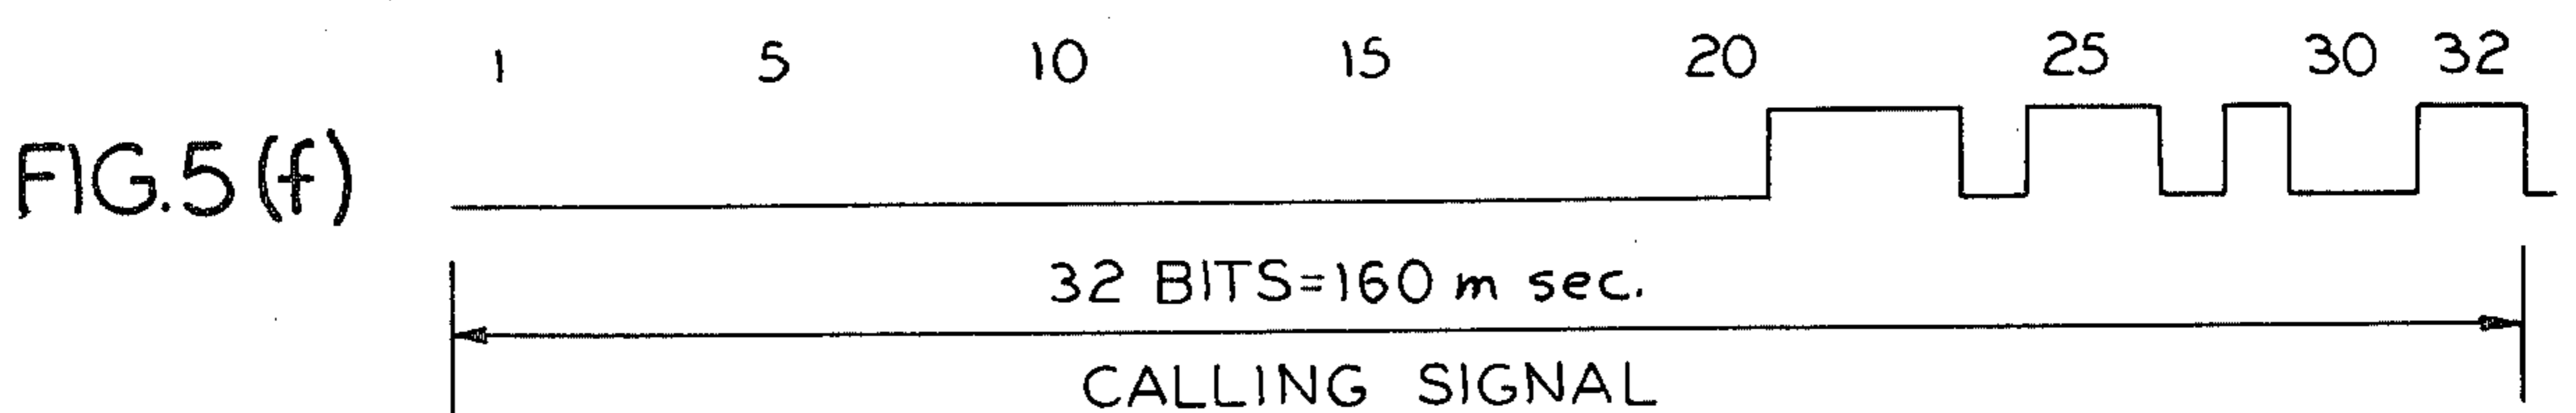 1 5 10 15 20 25 30 32
FIG.5(f)
32 BITS=160 m sec.
CALLING SIGNAL